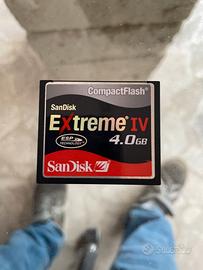 CompactFlash®
SanDisk
Extreme® IV
ESP
TECHNOLOGY
4.0GB
SanDisk